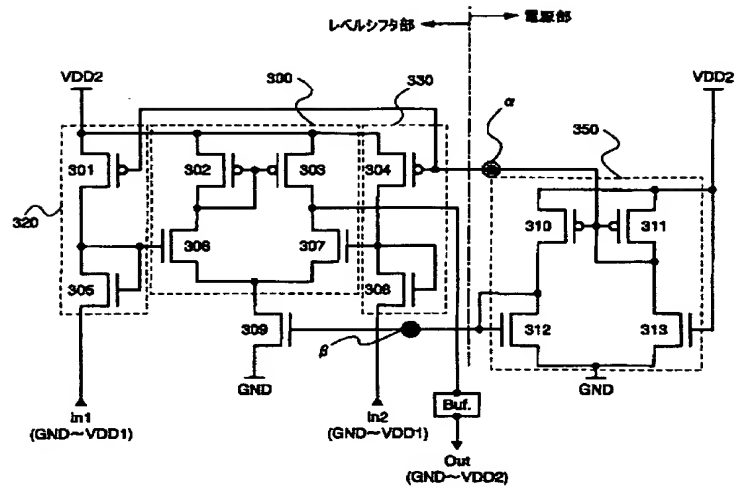 レベルシフタ部
電源部
VDD2
300
330
α
VDD2
350
301
302
303
304
320
310
311
306
307
305
308
309
β
312
313
GND
GND
In1
(GND～VDD1)
In2
(GND～VDD1)
Buf.
Out
(GND～VDD2)